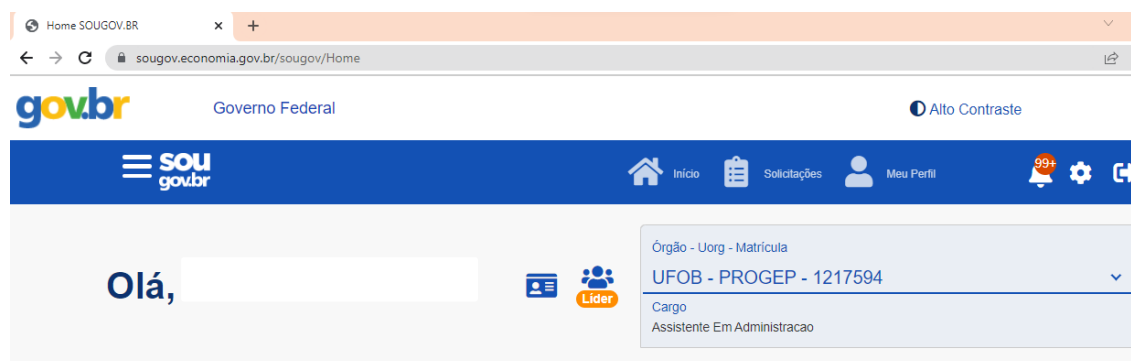 Home SOUGOV.BR
sougov.economia.gov.br/sougov/Home
gov.br Governo Federal Alto Contraste
sou
gov.br
Início Solicitações Meu Perfil 99+
Órgão - Uorg - Matrícula
UFOB - PROGEP - 1217594
Olá,
Líder
Cargo
Assistente Em Administracao